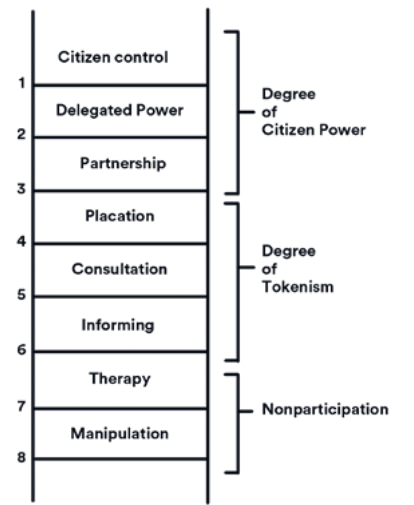 Citizen control
1
Delegated Power
2
Partnership
3
Placation
4
Consultation
5
Informing
6
Therapy
7
Manipulation
8
Degree
of
Citizen Power
Degree
of
Tokenism
Nonparticipation